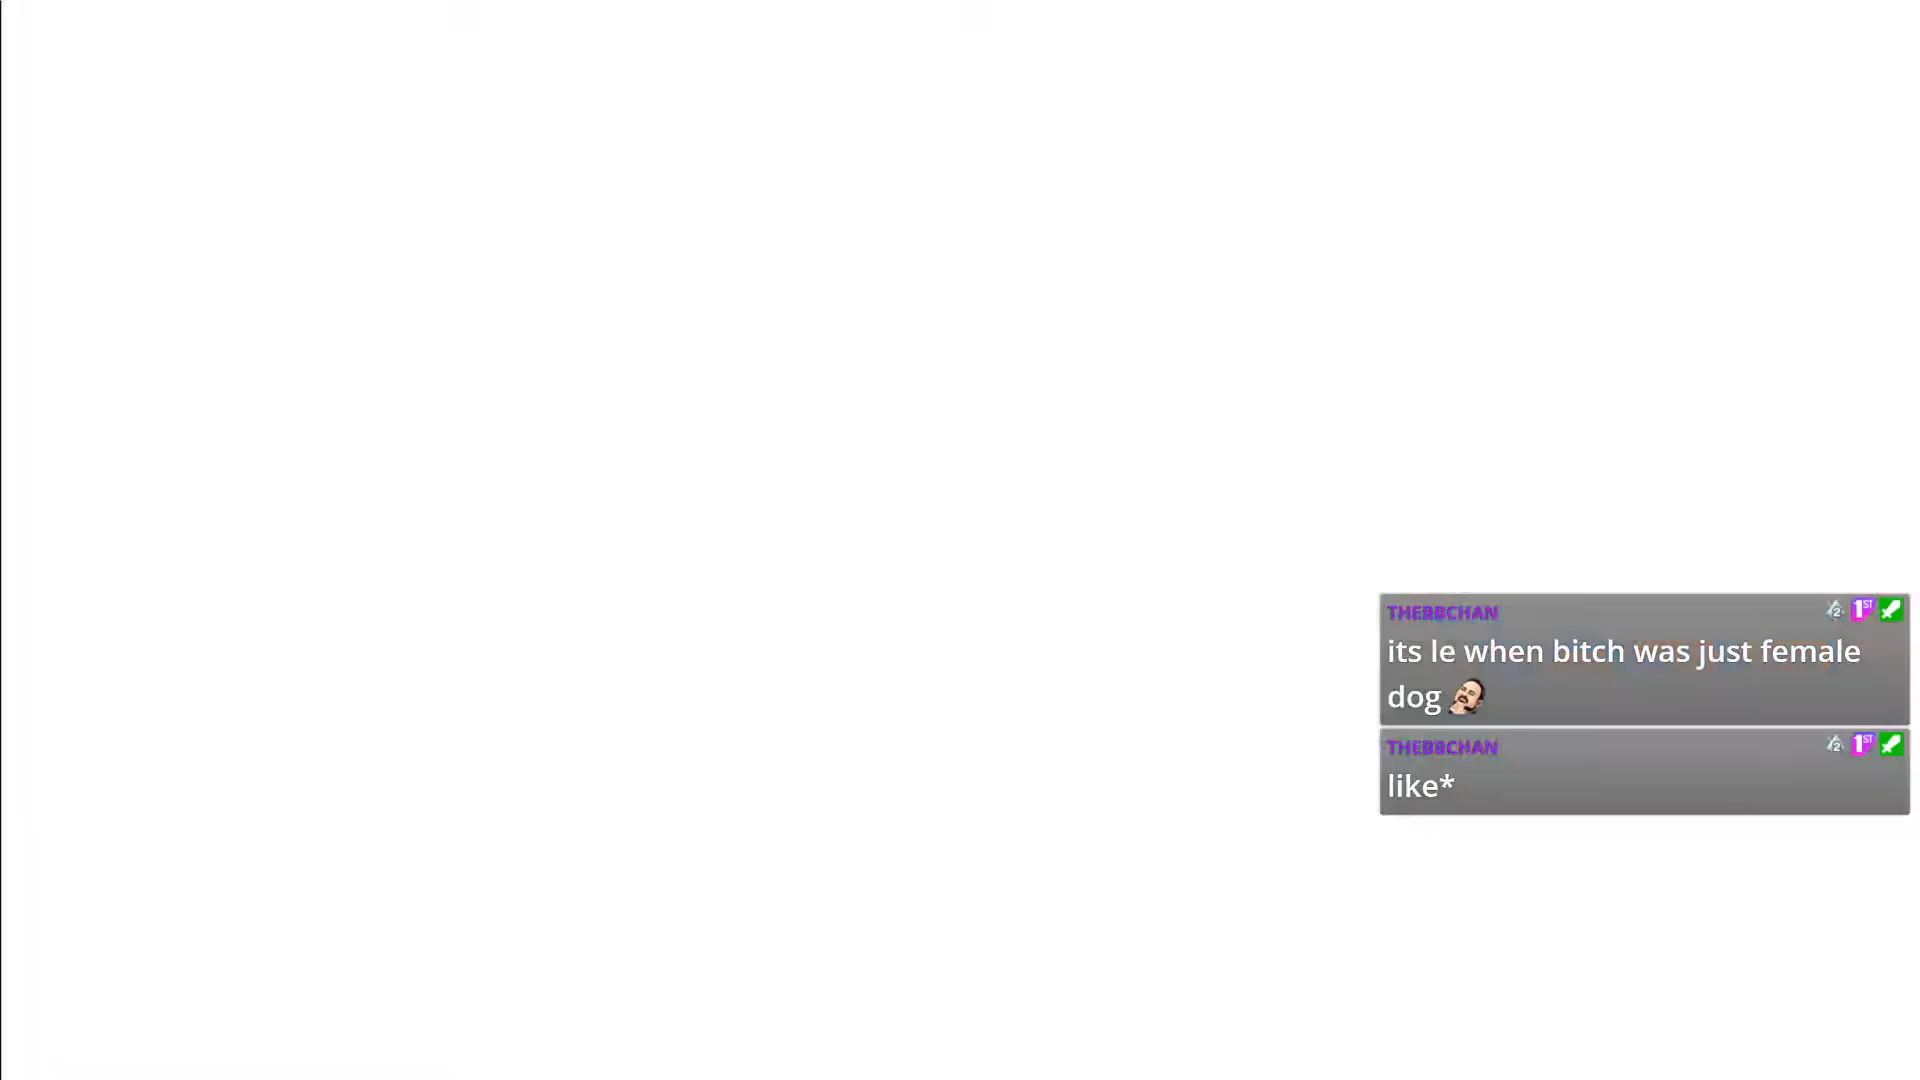 THEBBCHAN
its le when bitch was just female
dog
THEBBCHAN
like*